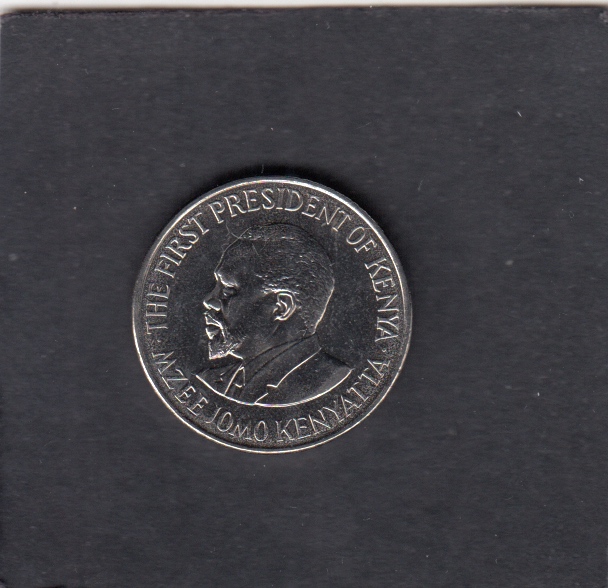 THE FIRST PRESIDENT OF KENYA
MZEE JOMO KENYATTA